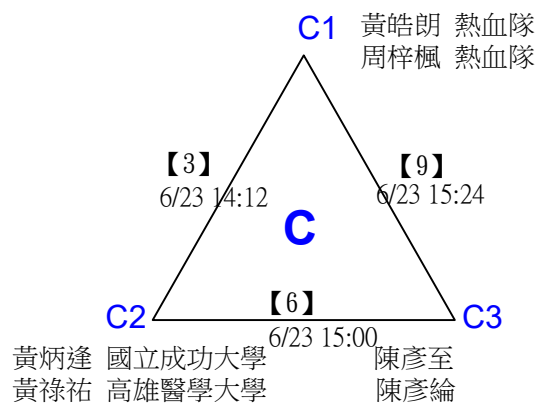 C1 黃皓朗 熱血隊
周梓楓 熱血隊
【3】
6/23 14:12
【9】
6/23 15:24
C
【6】
6/23 15:00
C2
C3
黃炳逢 國立成功大學
黃祿祐 高雄醫學大學
陳彥至
陳彥綸